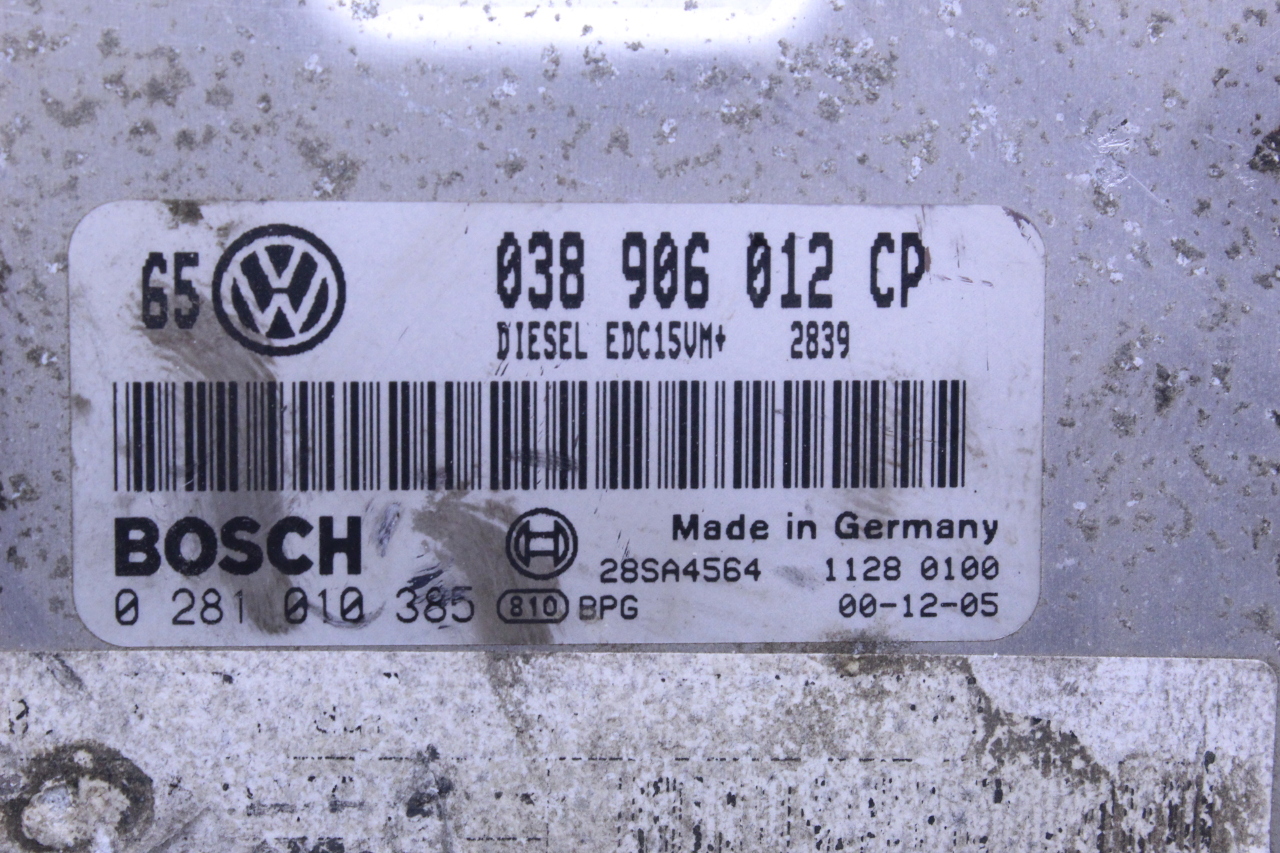 65 VW 038 906 012 CP
DIESEL EDC15VM+ 2839
BOSCH
Made in Germany
28SA4564 1128 0100
0 281 010 385 810 BPG 00-12-05